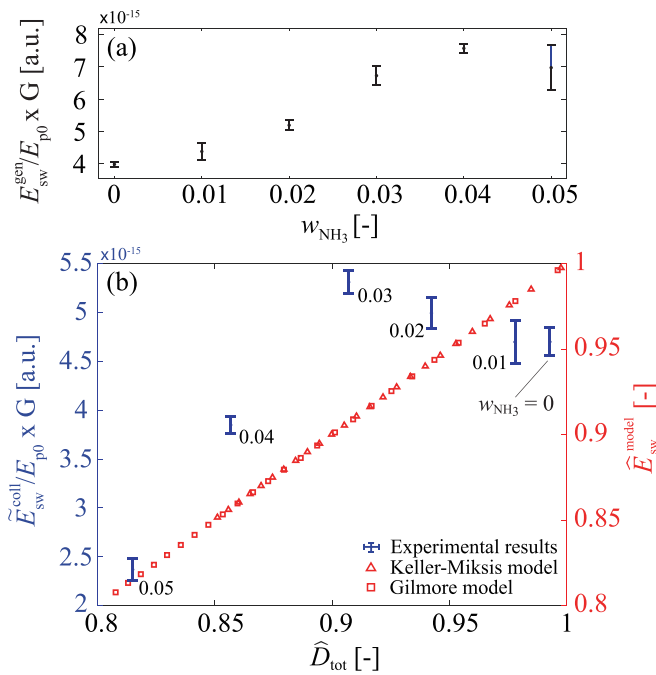 ×10⁻¹⁵
(a)
8
7
6
5
4
E_sw^gen/E_p0 x G [a.u.]
0 0.01 0.02 0.03 0.04 0.05
w_NH₃ [-]
×10⁻¹⁵
(b)
5.5
5
4.5
4
3.5
3
2.5
2
Ẽ_sw^coll/E_p0 x G [a.u.]
1
0.95
0.9
0.85
0.8
Ê_sw^model [-]
0.03
0.02
0.01
w_NH₃ = 0
0.04
0.05
Experimental results
Keller-Miksis model
Gilmore model
0.8 0.85 0.9 0.95 1
D̂_tot [-]